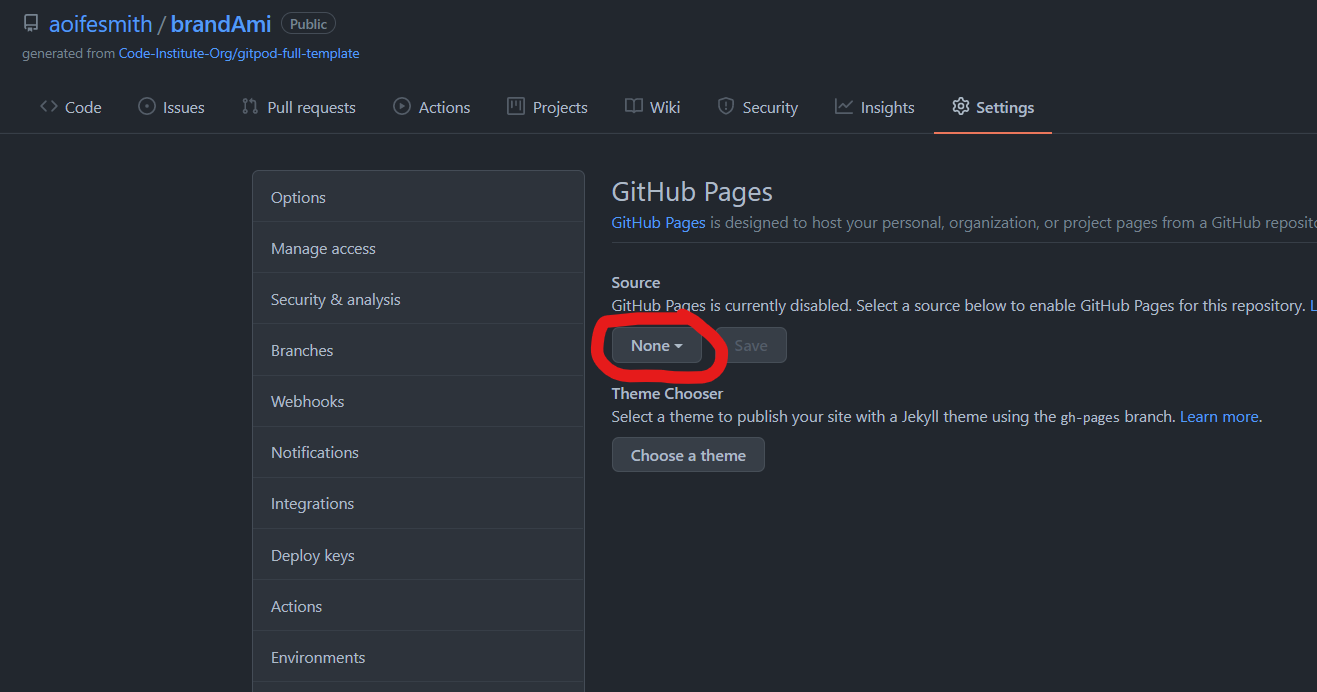 aoifesmith / brandAmi Public
generated from Code-Institute-Org/gitpod-full-template
Code Issues Pull requests Actions Projects Wiki Security Insights Settings
Options
Manage access
Security & analysis
Branches
Webhooks
Notifications
Integrations
Deploy keys
Actions
Environments
GitHub Pages
GitHub Pages is designed to host your personal, organization, or project pages from a GitHub
Source
GitHub Pages is currently disabled. Select a source below to enable GitHub Pages for this repository.
None Save
Theme Chooser
Select a theme to publish your site with a Jekyll theme using the gh-pages branch. Learn more.
Choose a theme